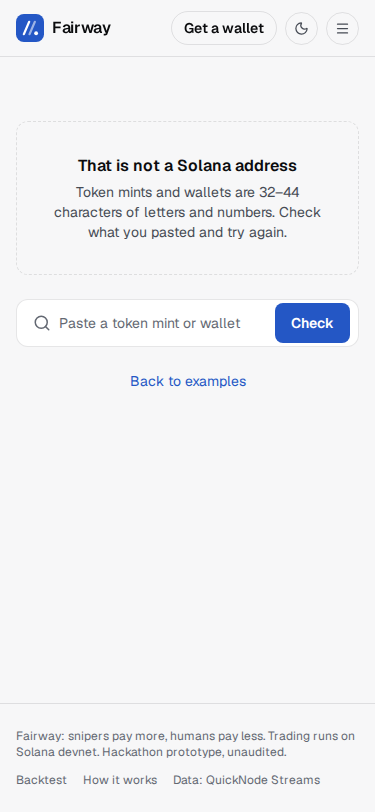 Fairway
Get a wallet
That is not a Solana address
Token mints and wallets are 32–44
characters of letters and numbers. Check
what you pasted and try again.
Paste a token mint or wallet
Check
Back to examples
Fairway: snipers pay more, humans pay less. Trading runs on
Solana devnet. Hackathon prototype, unaudited.
Backtest
How it works
Data: QuickNode Streams